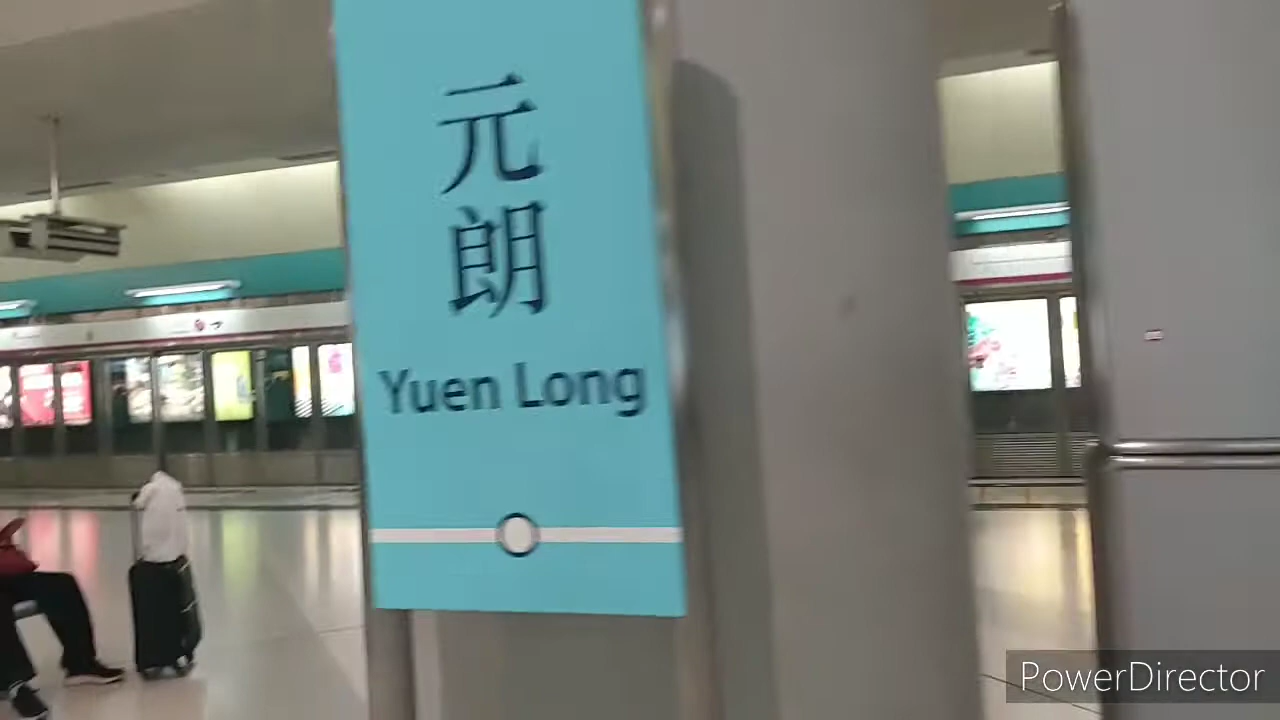 元
朗
Yuen Long
PowerDirector